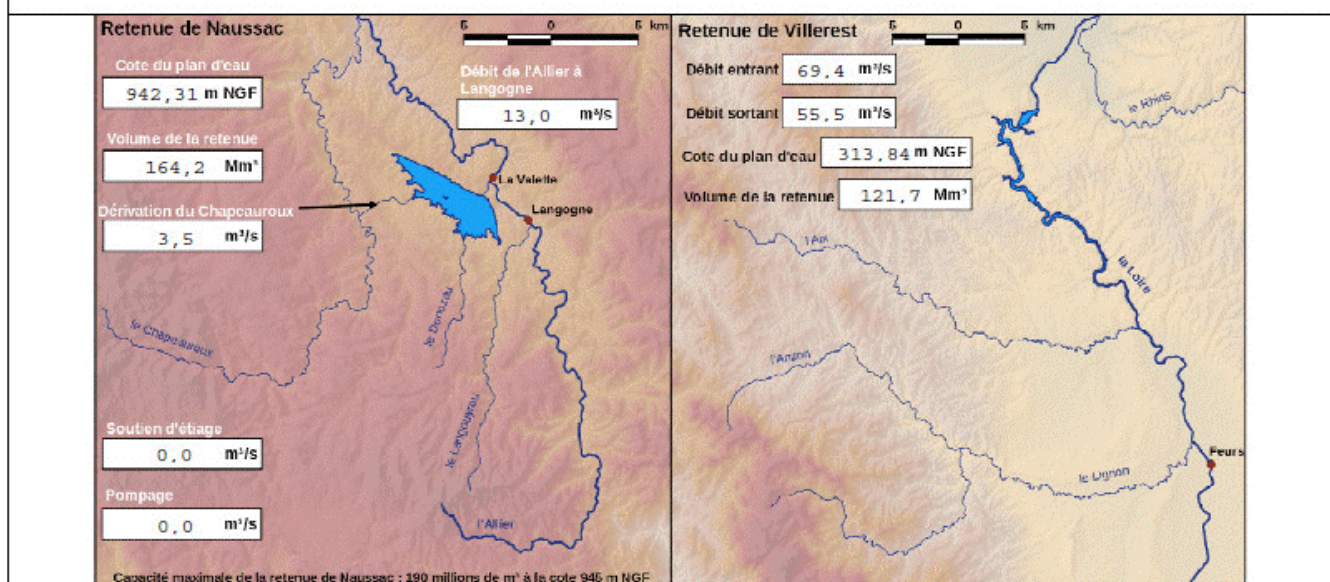 Retenue de Naussac
5 0 5 km
Cote du plan d'eau
942,31 m NGF
Débit de l'Allier à
Langogne
13,0 m³/s
Volume de la retenue
164,2 Mm³
La Valette
Langogne
Dérivation du Chapeauroux
3,5 m³/s
le Chapeauroux
le Donozau
le Langouyrou
l'Allier
Soutien d'étiage
0,0 m³/s
Pompage
0,0 m³/s
Capacité maximale de la retenue de Naussac : 190 millions de m³ à la cote 945 m NGF
Retenue de Villerest
5 0 5 km
Débit entrant 69,4 m³/s
Débit sortant 55,5 m³/s
Cote du plan d'eau 313,84 m NGF
Volume de la retenue 121,7 Mm³
le Rhins
l'Aix
la Loire
l'Anzon
le Lignon
Feurs